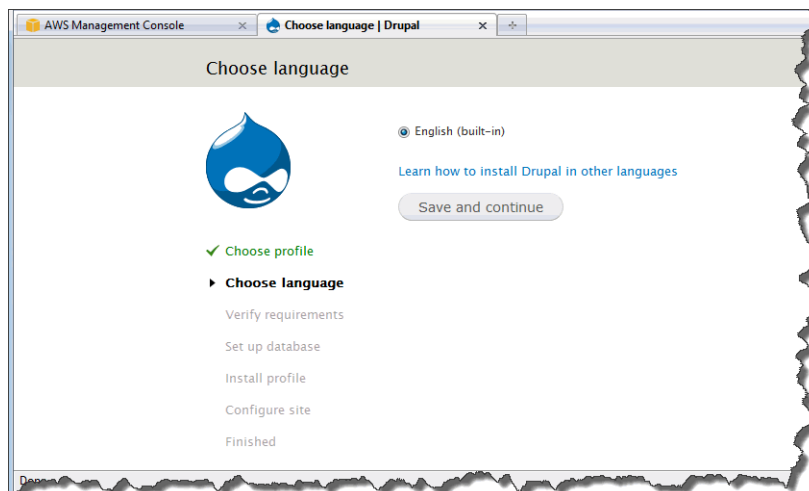 AWS Management Console
Choose language | Drupal
Choose language
English (built-in)
Learn how to install Drupal in other languages
Save and continue
Choose profile
Choose language
Verify requirements
Set up database
Install profile
Configure site
Finished